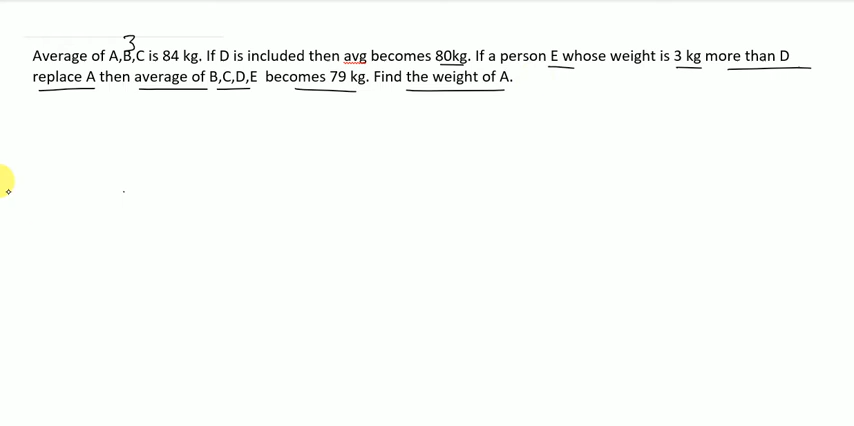 3
Average of A,B,C is 84 kg. If D is included then avg becomes 80kg. If a person E whose weight is 3 kg more than D
replace A then average of B,C,D,E becomes 79 kg. Find the weight of A.